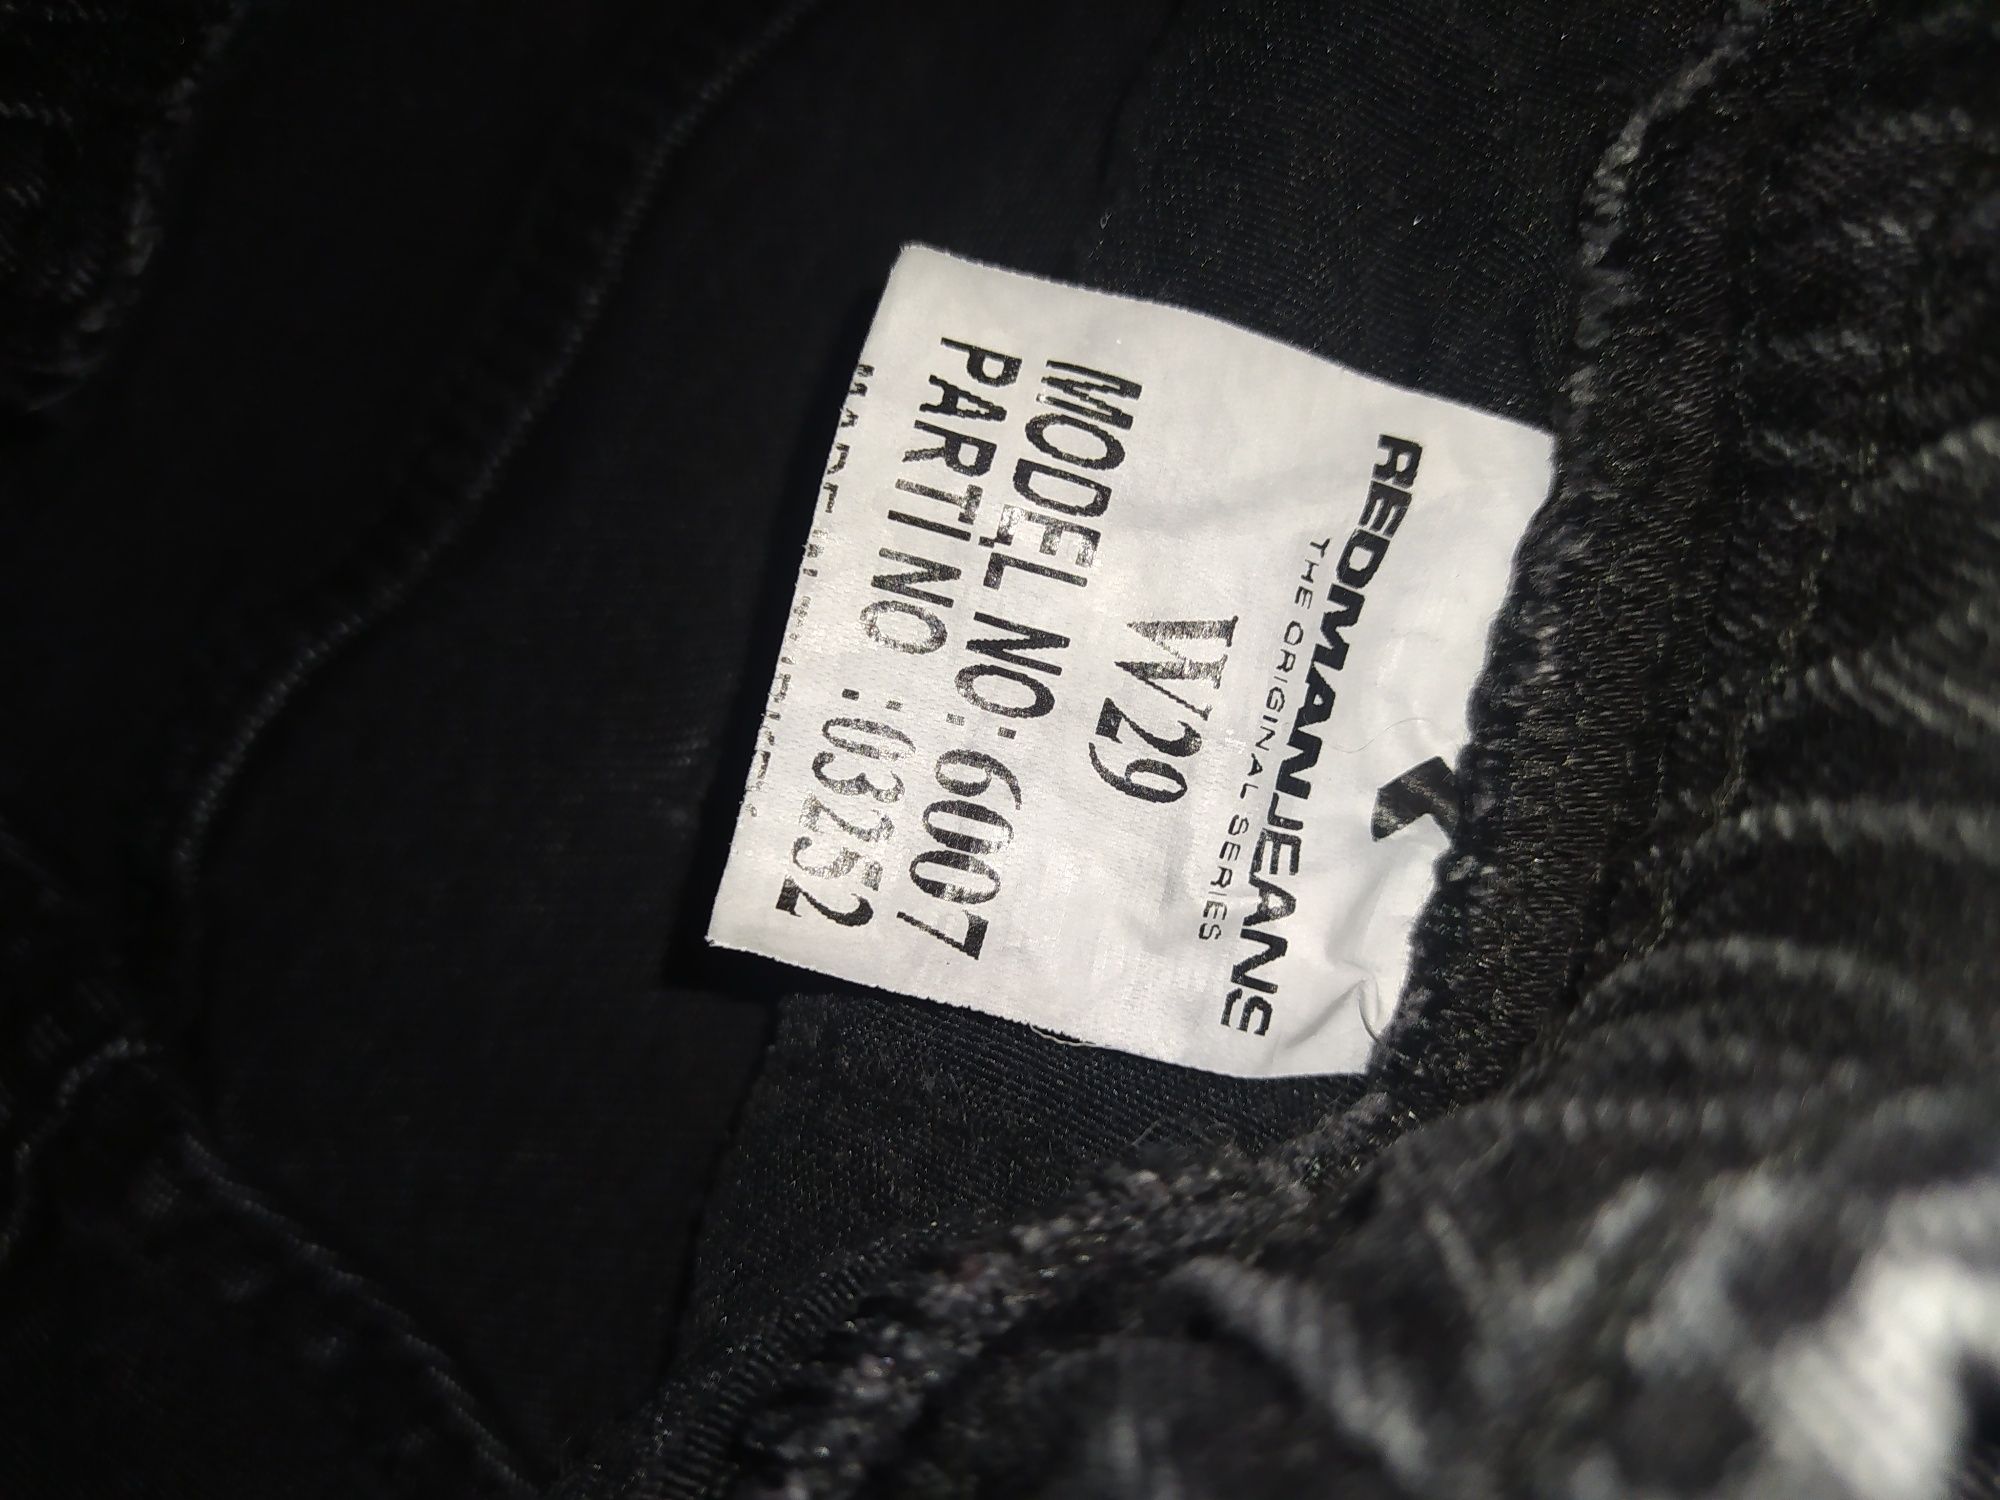 REDMANJEANS
THE ORIGINAL SERIES
W29
MODEL NO: 6007
PARTI NO :03252